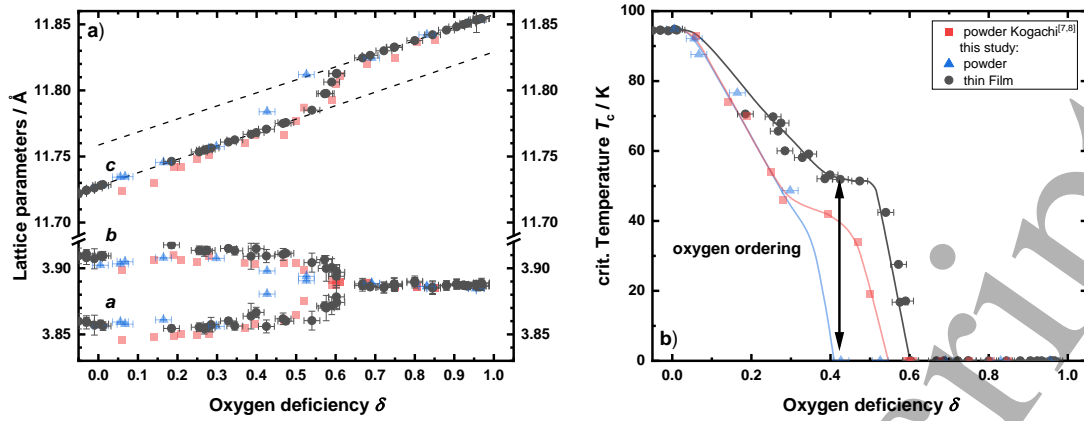 a)
11.85
11.80
11.75
11.70
3.90
3.85
Lattice parameters / Å
c
b
a
11.85
11.80
11.75
11.70
3.90
3.85
0.0 0.1 0.2 0.3 0.4 0.5 0.6 0.7 0.8 0.9 1.0
Oxygen deficiency δ
100
80
60
40
20
0
crit. Temperature Tc / K
powder Kogachi[7,8]
this study:
powder
thin Film
oxygen ordering
b)
0.0 0.2 0.4 0.6 0.8 1.0
Oxygen deficiency δ